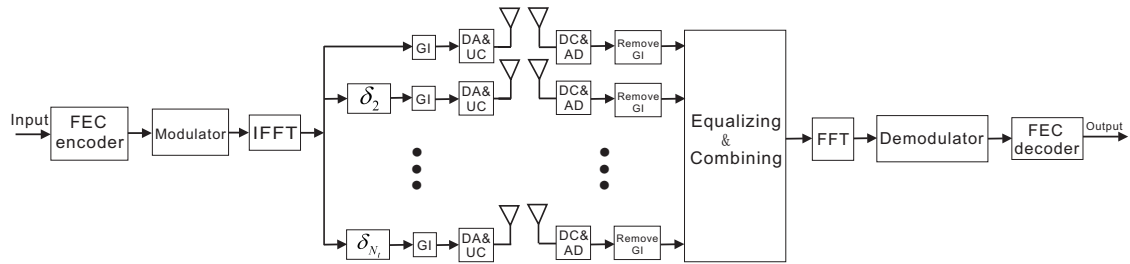 Input
FEC
encoder
Modulator
IFFT
GI
DA&
UC
DC&
AD
Remove
GI
δ2
GI
DA&
UC
DC&
AD
Remove
GI
δNt
GI
DA&
UC
DC&
AD
Remove
GI
Equalizing
&
Combining
FFT
Demodulator
FEC
decoder
Output